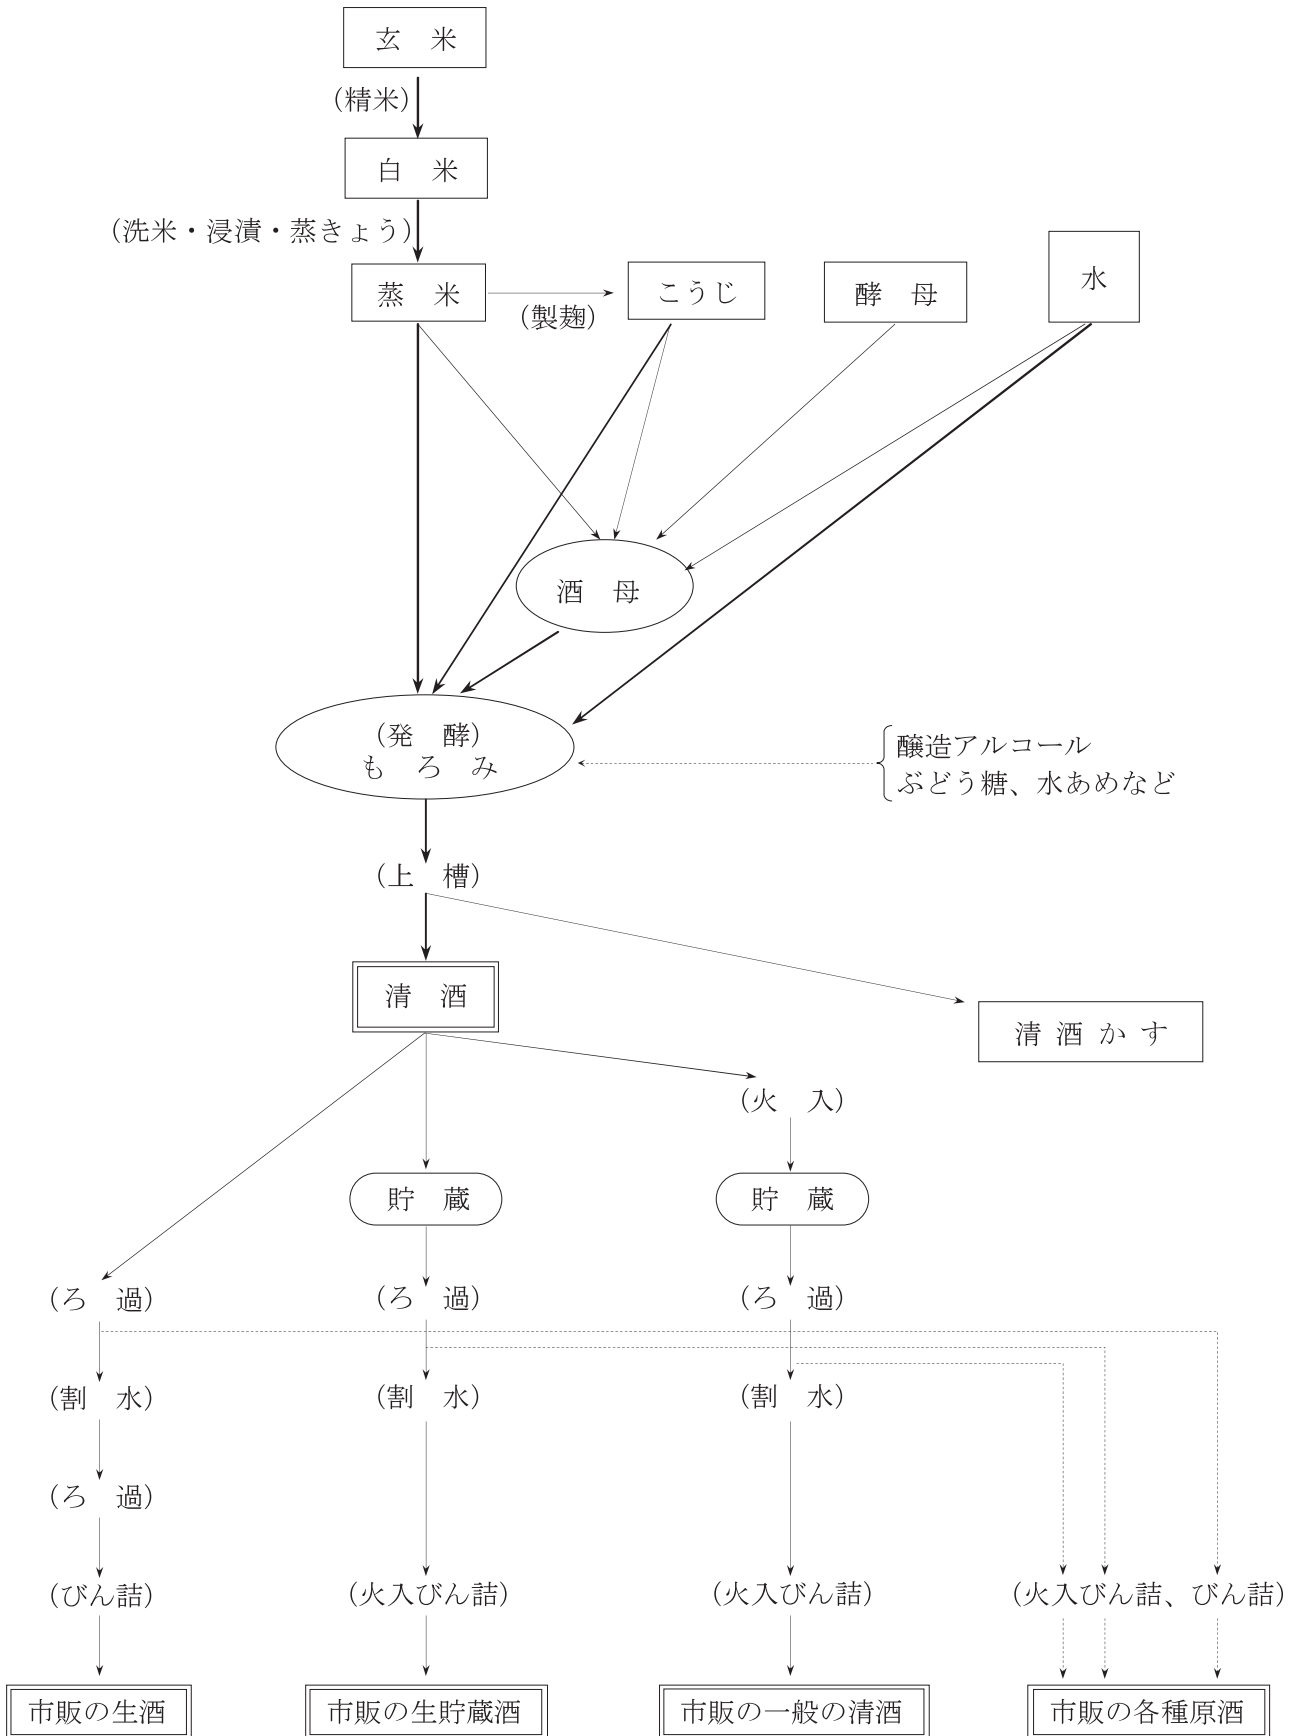 玄　米
（精米）
白　米
（洗米・浸漬・蒸きょう）
蒸　米
（製麹）
こうじ
酵　母
水
酒　母
（発　酵）
も　ろ　み
醸造アルコール
ぶどう糖、水あめなど
（上　槽）
清　酒
清 酒 か す
（火　入）
貯　蔵
貯　蔵
（ろ　過）
（ろ　過）
（ろ　過）
（割　水）
（割　水）
（割　水）
（ろ　過）
（びん詰）
（火入びん詰）
（火入びん詰）
（火入びん詰、びん詰）
市販の生酒
市販の生貯蔵酒
市販の一般の清酒
市販の各種原酒